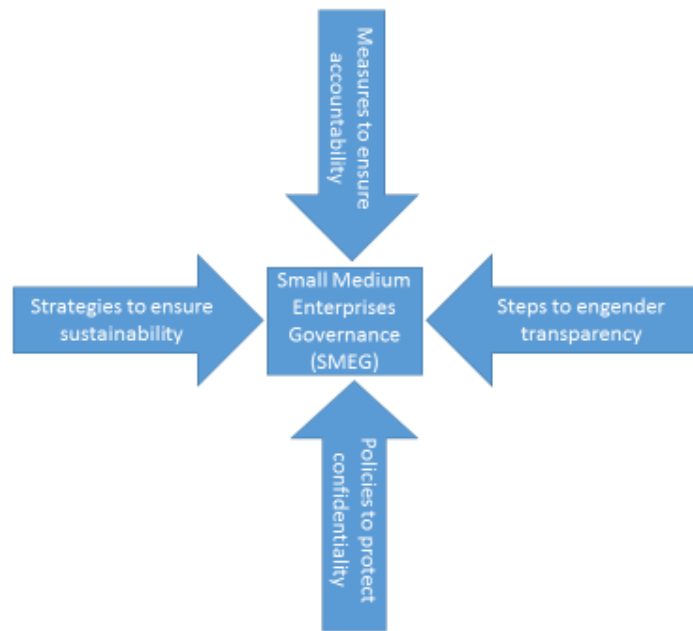 Measures to ensure
accountability
Strategies to ensure
sustainability
Small Medium
Enterprises
Governance
(SMEG)
Steps to engender
transparency
Policies to protect
confidentiality